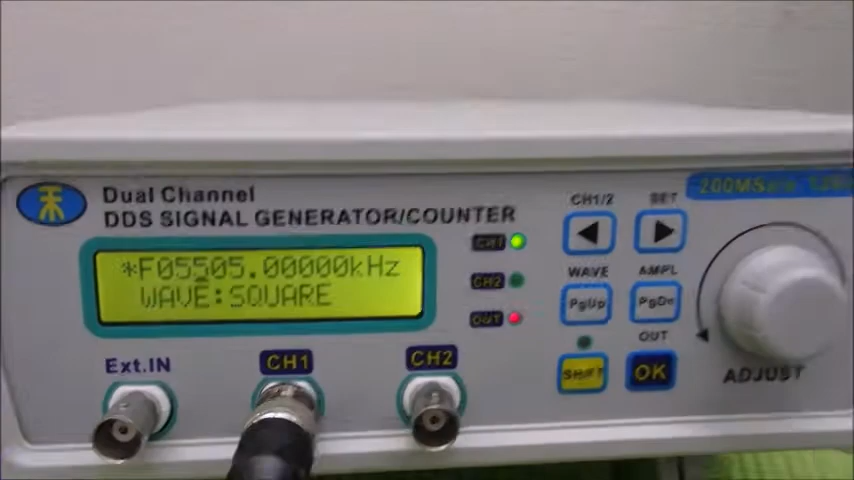 天
Dual Channel
DDS SIGNAL GENERATOR/COUNTER
200MSa/s
*F05505.00000kHz
WAVE:SQUARE
CH1
CH2
OUT
CH1/2
SET
WAVE
AMPL
PgUp
PgDn
OUT
SHIFT
OK
ADJUST
Ext.IN
CH1
CH2